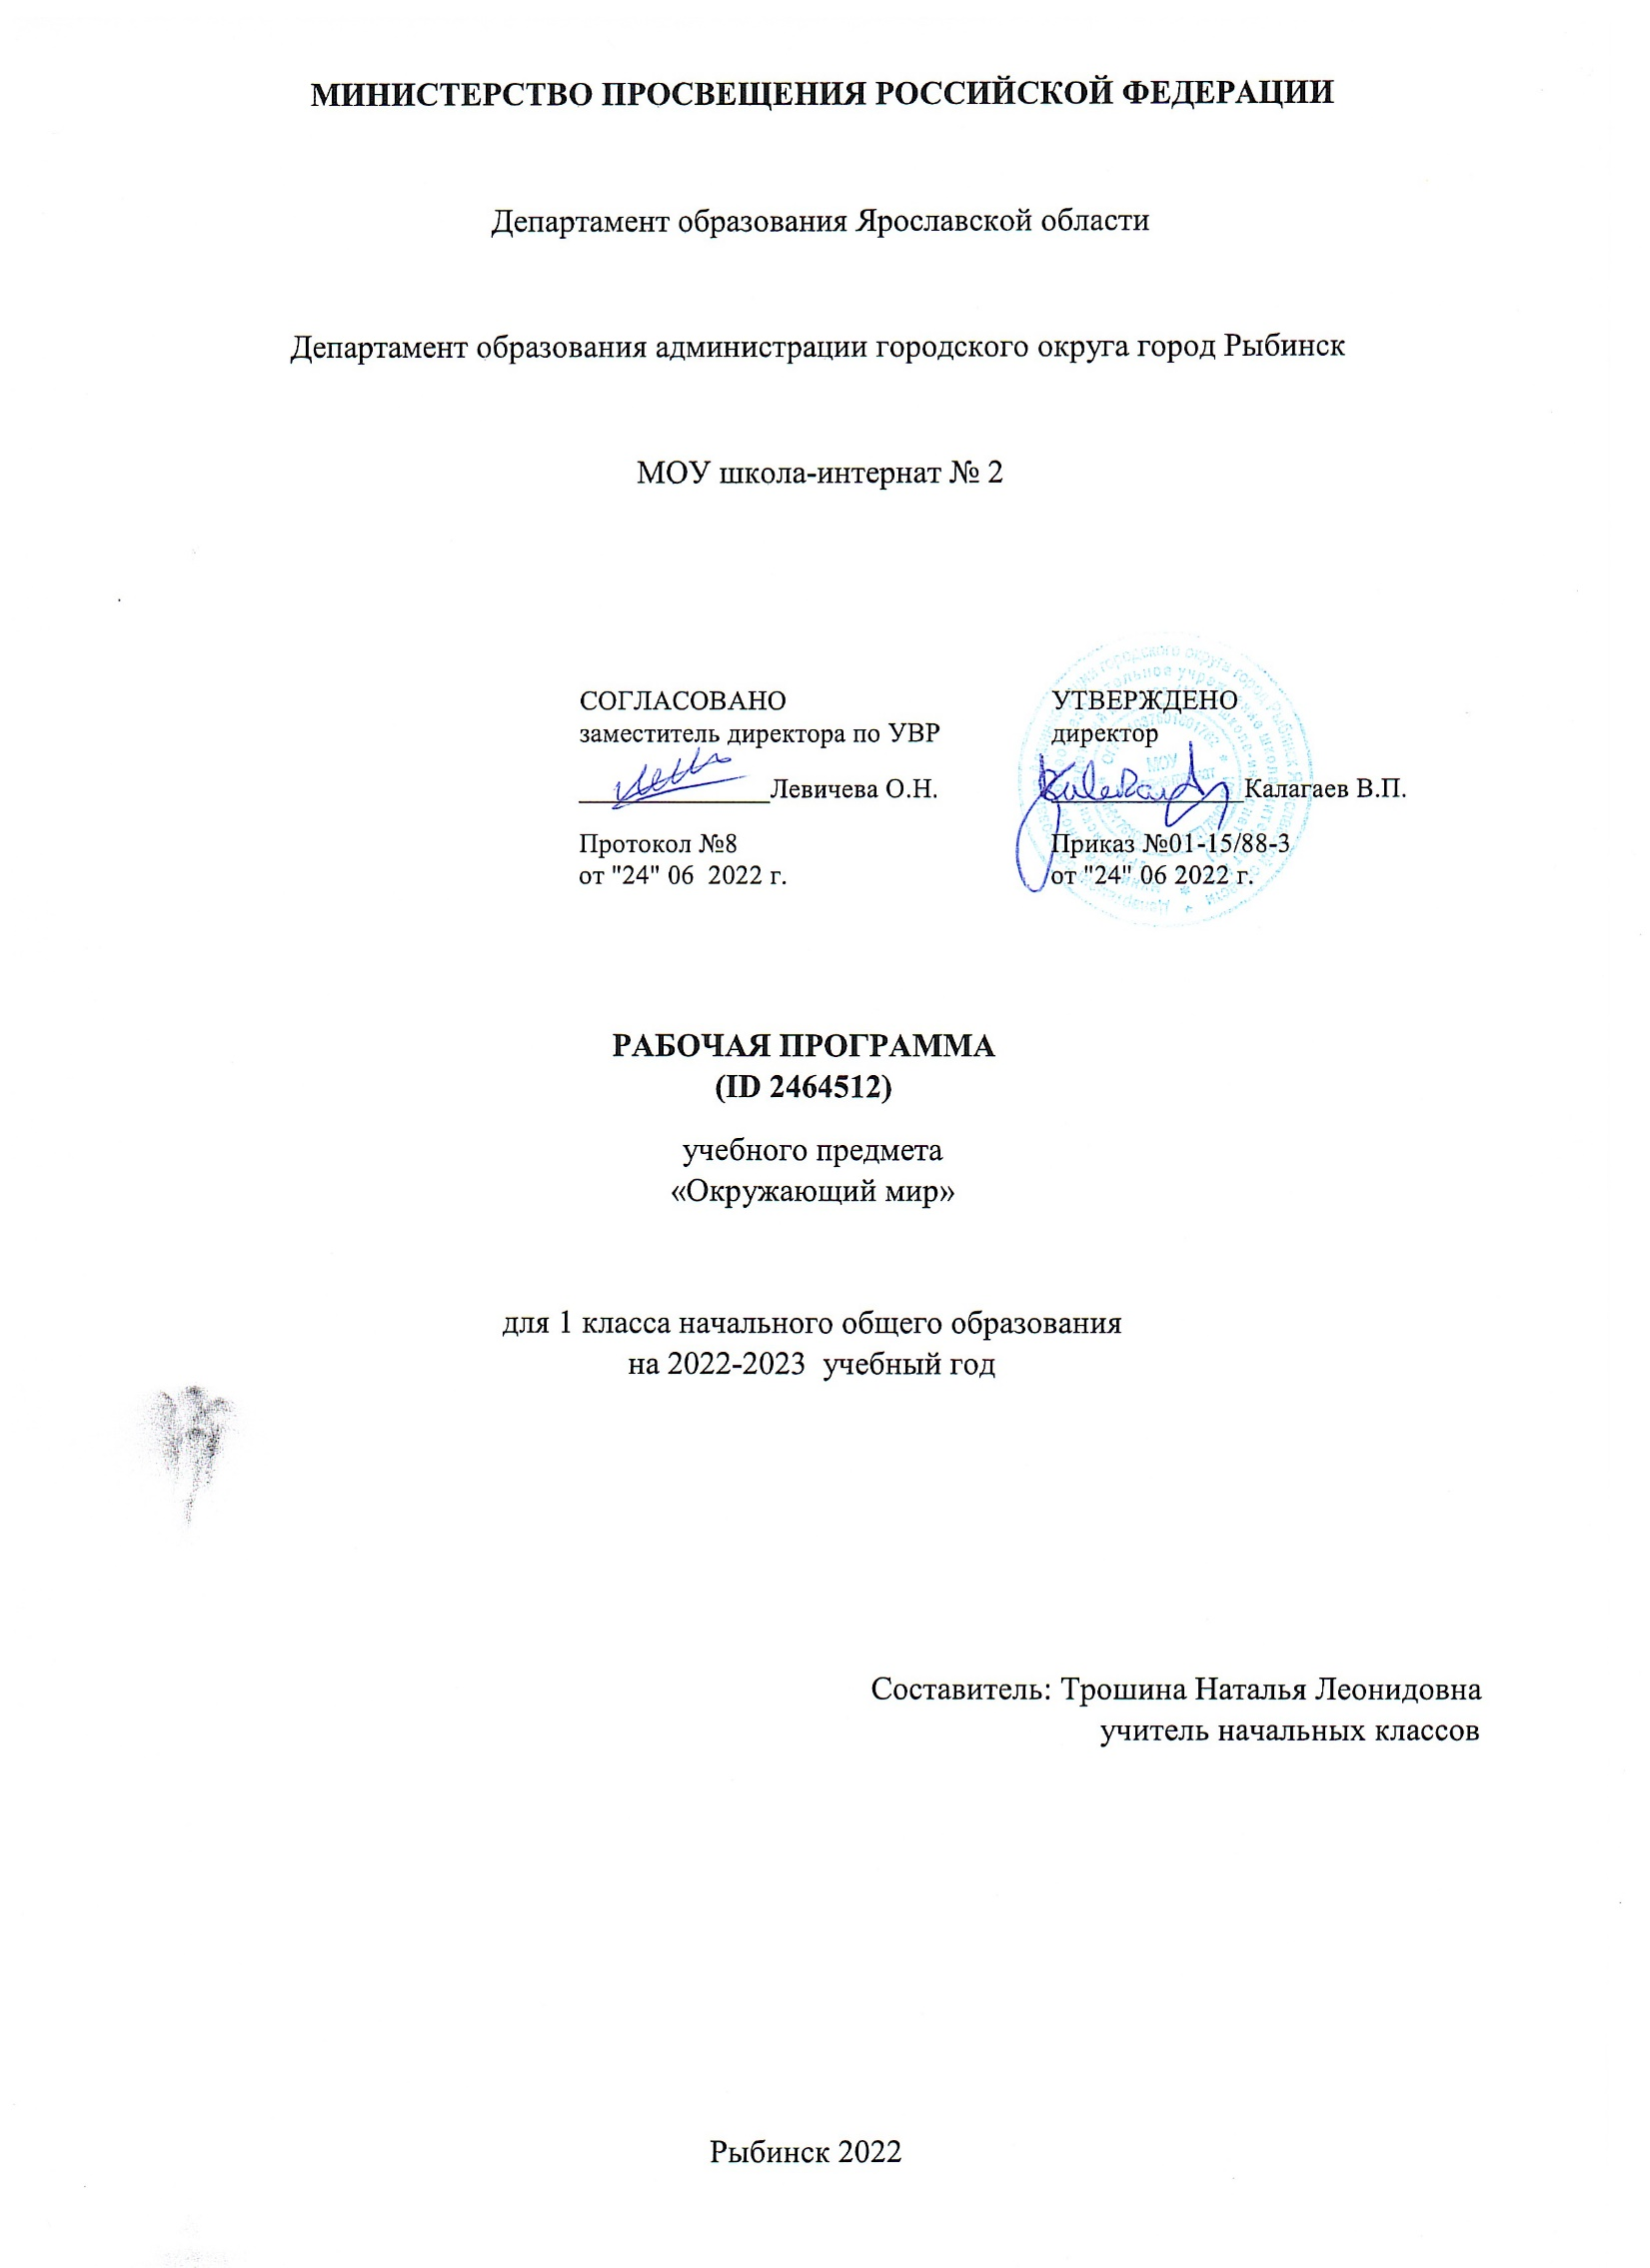 МИНИСТЕРСТВО ПРОСВЕЩЕНИЯ РОССИЙСКОЙ ФЕДЕРАЦИИ
Департамент образования Ярославской области
Департамент образования администрации городского округа город Рыбинск
МОУ школа-интернат № 2
СОГЛАСОВАНО
заместитель директора по УВР
______________Левичева О.Н.
Протокол №8
от "24" 06 2022 г.
УТВЕРЖДЕНО
директор
______________Калагаев В.П.
Приказ №01-15/88-3
от "24" 06 2022 г.
РАБОЧАЯ ПРОГРАММА
(ID 2464512)
учебного предмета
«Окружающий мир»
для 1 класса начального общего образования
на 2022-2023 учебный год
Составитель: Трошина Наталья Леонидовна
учитель начальных классов
Рыбинск 2022